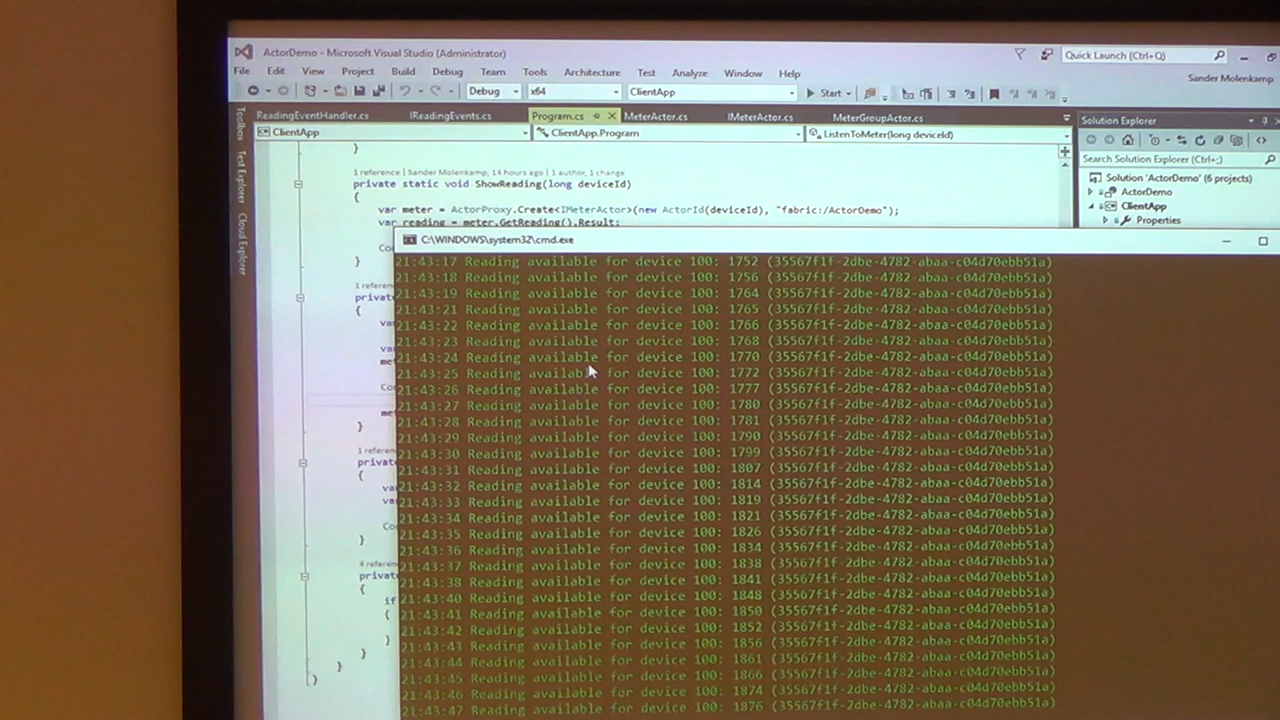 ActorDemo - Microsoft Visual Studio (Administrator)
Quick Launch (Ctrl+Q)
File Edit View Project Build Debug Team Tools Architecture Test Analyze Window Help
Sander Molenkamp
Debug x64 ClientApp Start
ReadingEventHandler.cs IReadingEvents.cs Program.cs MeterActor.cs IMeterActor.cs MeterGroupActor.cs
Solution Explorer
ClientApp ClientApp.Program ListenToMeter(long deviceId)
Toolbox
Test Explorer
Cloud Explorer
Search Solution Explorer (Ctrl+;)
Solution 'ActorDemo' (6 projects)
ActorDemo
ClientApp
Properties
}
1 reference | Sander Molenkamp, 14 hours ago | 1 author, 1 change
private static void ShowReading(long deviceId)
{
var meter = ActorProxy.Create<IMeterActor>(new ActorId(deviceId), "fabric:/ActorDemo");
var reading = meter.GetReading().Result;
C:\WINDOWS\system32\cmd.exe
21:43:17 Reading available for device 100: 1752 (35567f1f-2dbe-4782-abaa-c04d70ebb51a)
21:43:18 Reading available for device 100: 1756 (35567f1f-2dbe-4782-abaa-c04d70ebb51a)
21:43:19 Reading available for device 100: 1764 (35567f1f-2dbe-4782-abaa-c04d70ebb51a)
21:43:21 Reading available for device 100: 1765 (35567f1f-2dbe-4782-abaa-c04d70ebb51a)
21:43:22 Reading available for device 100: 1766 (35567f1f-2dbe-4782-abaa-c04d70ebb51a)
21:43:23 Reading available for device 100: 1768 (35567f1f-2dbe-4782-abaa-c04d70ebb51a)
21:43:24 Reading available for device 100: 1770 (35567f1f-2dbe-4782-abaa-c04d70ebb51a)
21:43:25 Reading available for device 100: 1772 (35567f1f-2dbe-4782-abaa-c04d70ebb51a)
21:43:26 Reading available for device 100: 1777 (35567f1f-2dbe-4782-abaa-c04d70ebb51a)
21:43:27 Reading available for device 100: 1780 (35567f1f-2dbe-4782-abaa-c04d70ebb51a)
21:43:28 Reading available for device 100: 1781 (35567f1f-2dbe-4782-abaa-c04d70ebb51a)
21:43:29 Reading available for device 100: 1790 (35567f1f-2dbe-4782-abaa-c04d70ebb51a)
21:43:30 Reading available for device 100: 1799 (35567f1f-2dbe-4782-abaa-c04d70ebb51a)
21:43:31 Reading available for device 100: 1807 (35567f1f-2dbe-4782-abaa-c04d70ebb51a)
21:43:32 Reading available for device 100: 1814 (35567f1f-2dbe-4782-abaa-c04d70ebb51a)
21:43:33 Reading available for device 100: 1819 (35567f1f-2dbe-4782-abaa-c04d70ebb51a)
21:43:34 Reading available for device 100: 1821 (35567f1f-2dbe-4782-abaa-c04d70ebb51a)
21:43:35 Reading available for device 100: 1826 (35567f1f-2dbe-4782-abaa-c04d70ebb51a)
21:43:36 Reading available for device 100: 1834 (35567f1f-2dbe-4782-abaa-c04d70ebb51a)
21:43:37 Reading available for device 100: 1838 (35567f1f-2dbe-4782-abaa-c04d70ebb51a)
21:43:38 Reading available for device 100: 1841 (35567f1f-2dbe-4782-abaa-c04d70ebb51a)
21:43:40 Reading available for device 100: 1848 (35567f1f-2dbe-4782-abaa-c04d70ebb51a)
21:43:41 Reading available for device 100: 1850 (35567f1f-2dbe-4782-abaa-c04d70ebb51a)
21:43:42 Reading available for device 100: 1852 (35567f1f-2dbe-4782-abaa-c04d70ebb51a)
21:43:43 Reading available for device 100: 1856 (35567f1f-2dbe-4782-abaa-c04d70ebb51a)
21:43:44 Reading available for device 100: 1861 (35567f1f-2dbe-4782-abaa-c04d70ebb51a)
21:43:45 Reading available for device 100: 1866 (35567f1f-2dbe-4782-abaa-c04d70ebb51a)
21:43:46 Reading available for device 100: 1874 (35567f1f-2dbe-4782-abaa-c04d70ebb51a)
21:43:47 Reading available for device 100: 1876 (35567f1f-2dbe-4782-abaa-c04d70ebb51a)